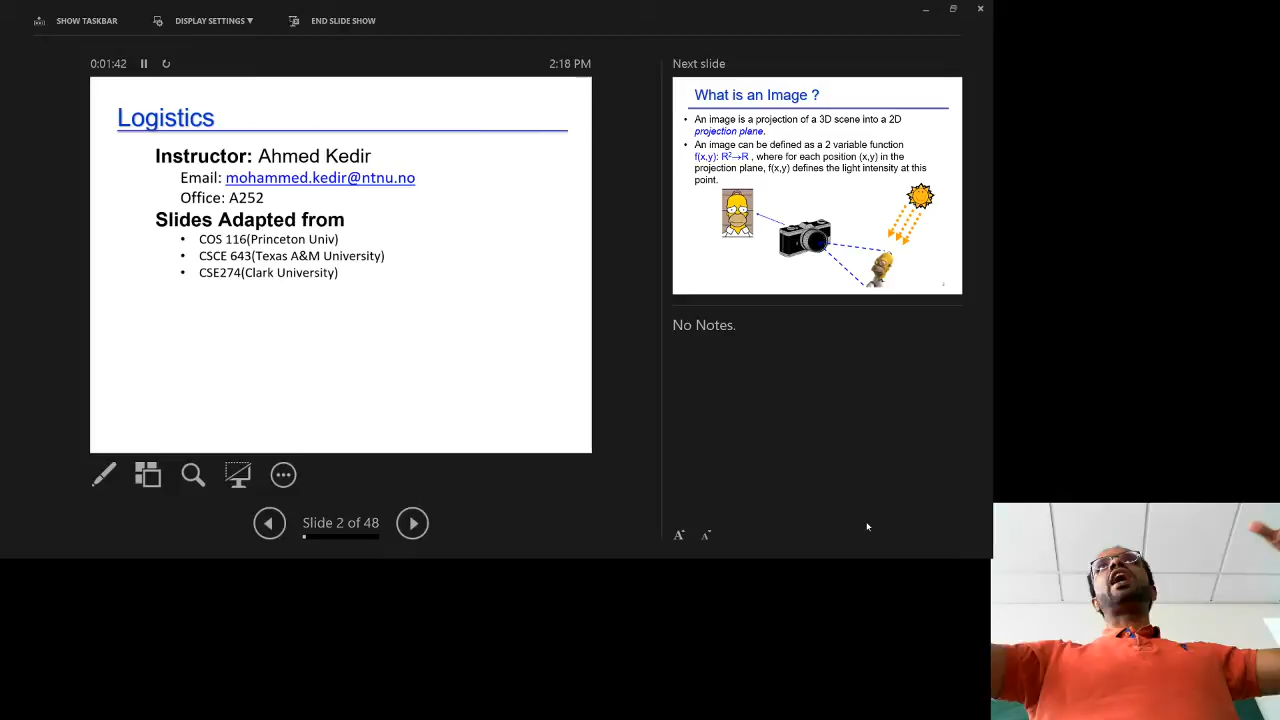 SHOW TASKBAR
DISPLAY SETTINGS ▼
END SLIDE SHOW
0:01:42
2:18 PM
Logistics
Instructor: Ahmed Kedir
Email: mohammed.kedir@ntnu.no
Office: A252
Slides Adapted from
• COS 116(Princeton Univ)
• CSCE 643(Texas A&M University)
• CSE274(Clark University)
Slide 2 of 48
Next slide
What is an Image ?
• An image is a projection of a 3D scene into a 2D
projection plane.
• An image can be defined as a 2 variable function
f(x,y): R²→R , where for each position (x,y) in the
projection plane, f(x,y) defines the light intensity at this
point.
2
No Notes.
A A